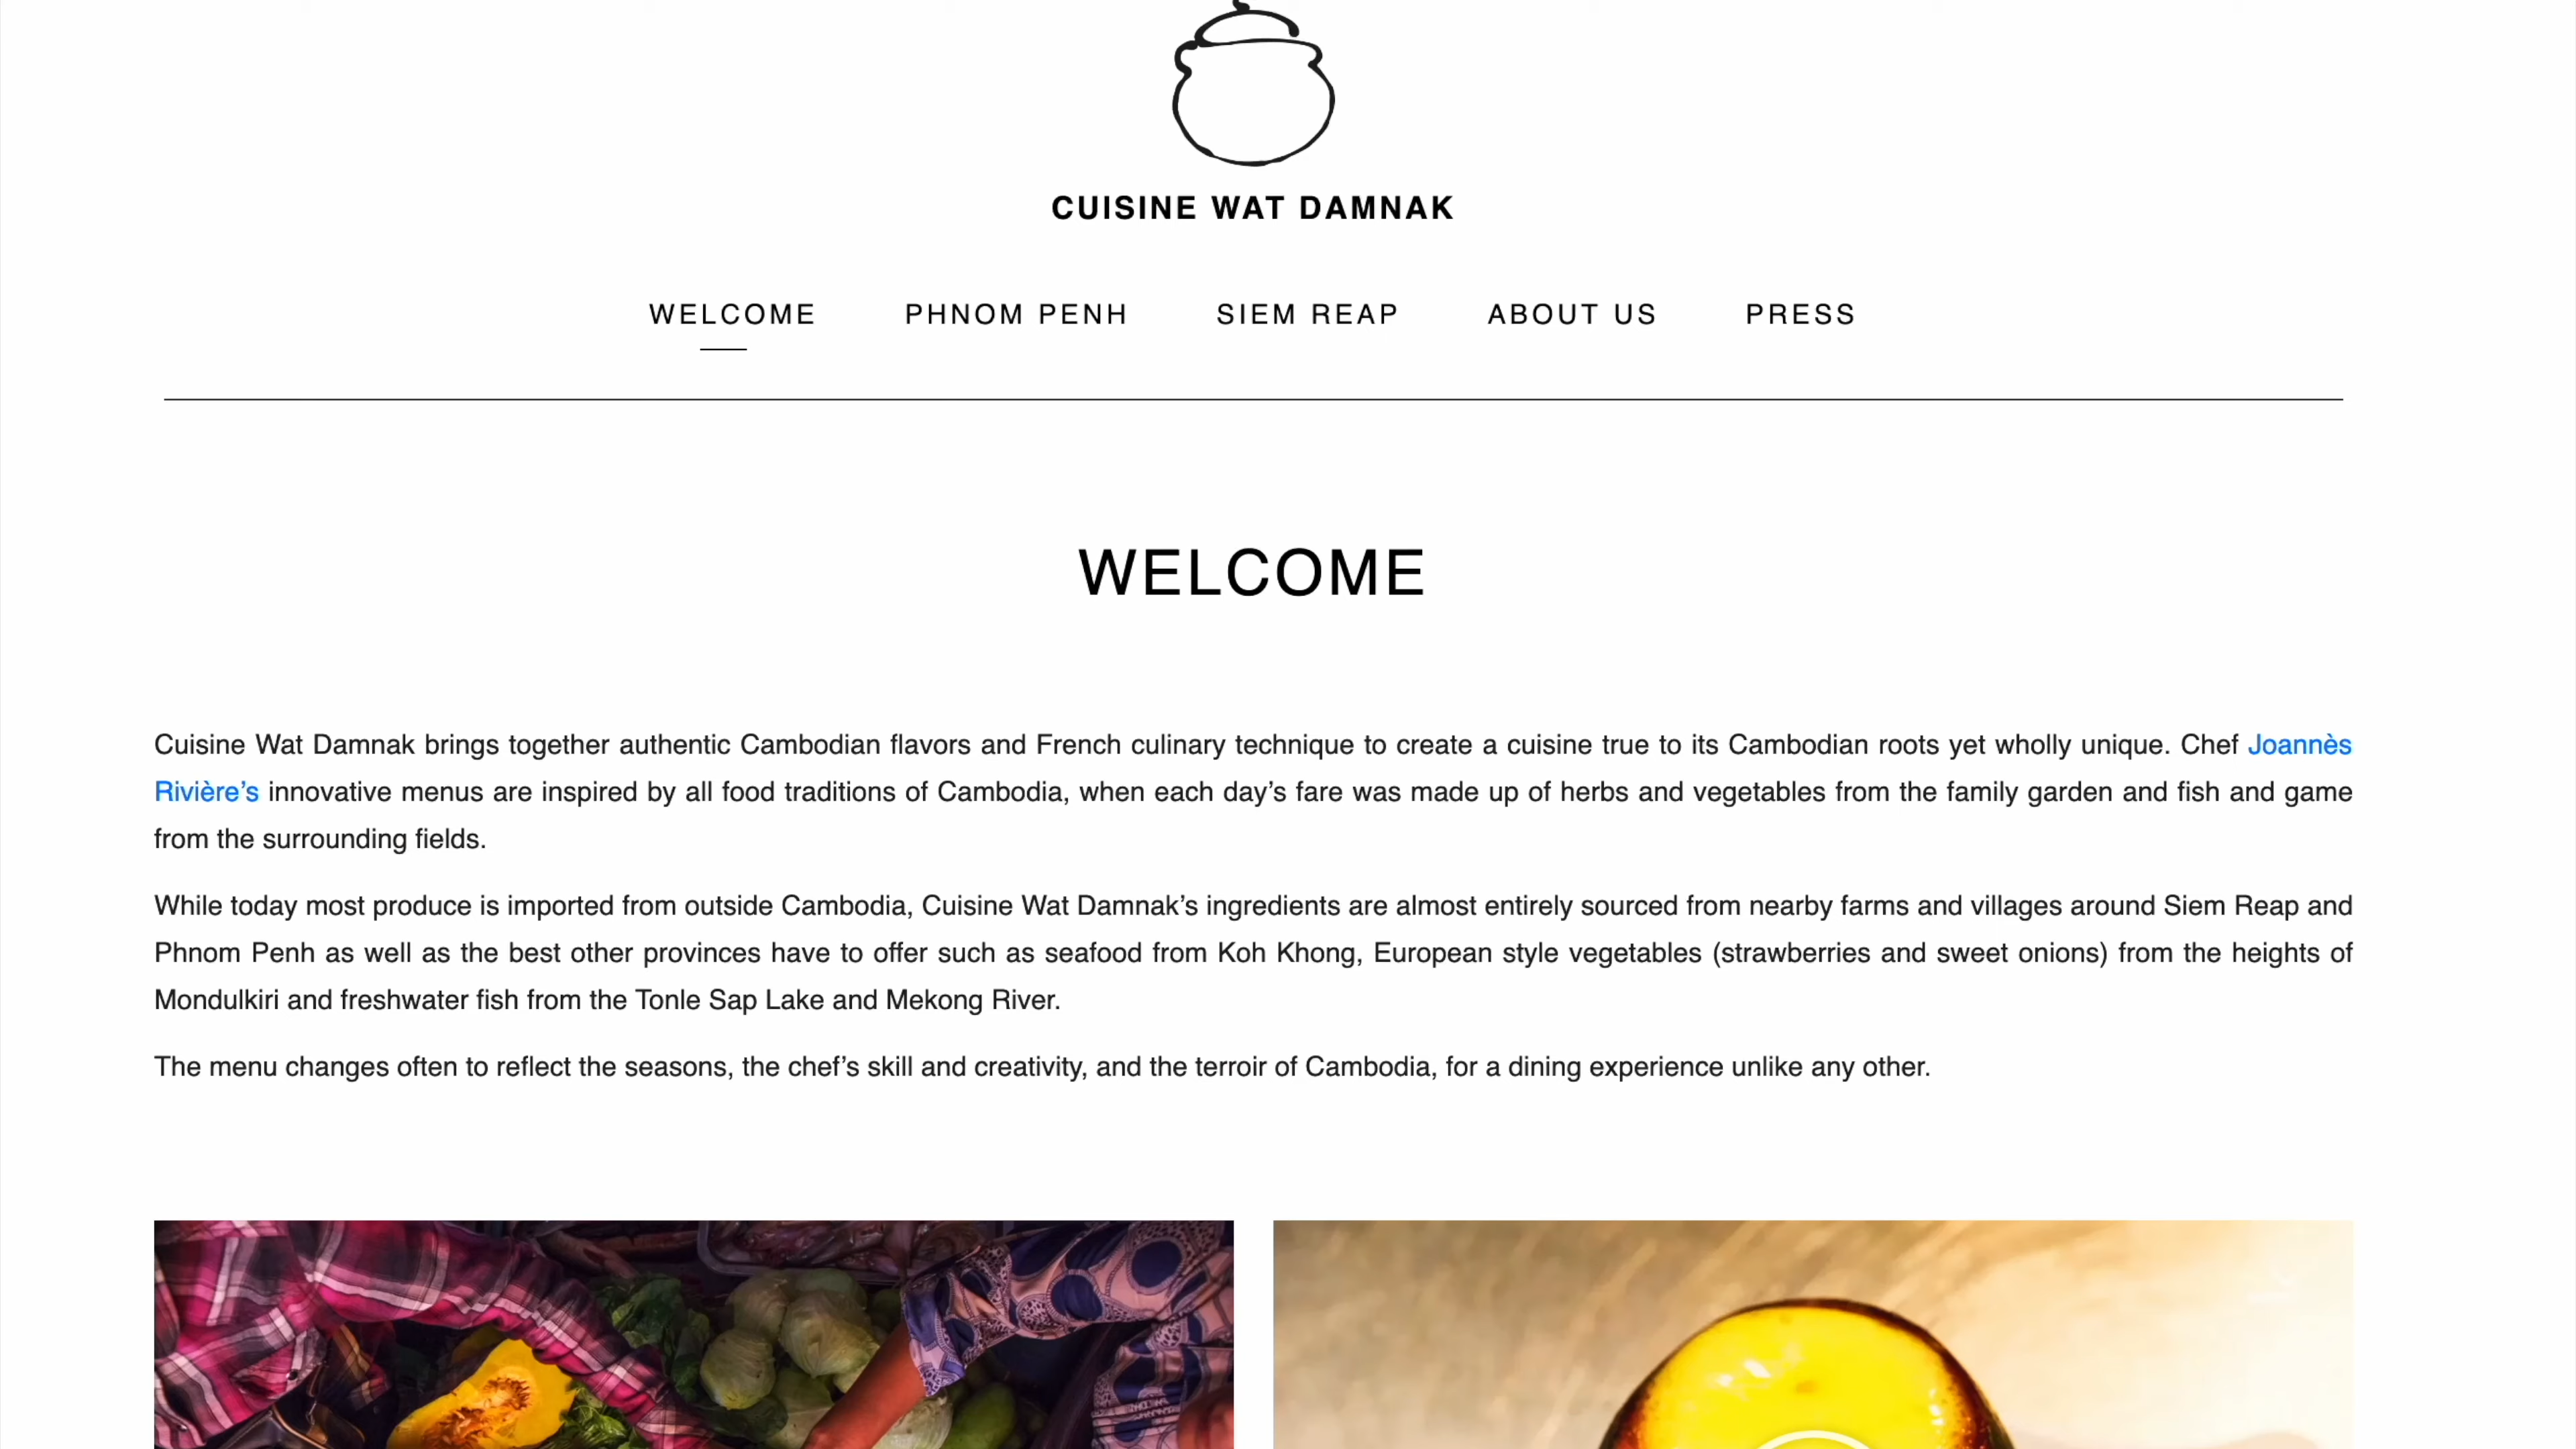 CUISINE WAT DAMNAK
WELCOME PHNOM PENH SIEM REAP ABOUT US PRESS
WELCOME
Cuisine Wat Damnak brings together authentic Cambodian flavors and French culinary technique to create a cuisine true to its Cambodian roots yet wholly unique. Chef Joannès
Rivière’s innovative menus are inspired by all food traditions of Cambodia, when each day’s fare was made up of herbs and vegetables from the family garden and fish and game
from the surrounding fields.
While today most produce is imported from outside Cambodia, Cuisine Wat Damnak’s ingredients are almost entirely sourced from nearby farms and villages around Siem Reap and
Phnom Penh as well as the best other provinces have to offer such as seafood from Koh Khong, European style vegetables (strawberries and sweet onions) from the heights of
Mondulkiri and freshwater fish from the Tonle Sap Lake and Mekong River.
The menu changes often to reflect the seasons, the chef’s skill and creativity, and the terroir of Cambodia, for a dining experience unlike any other.